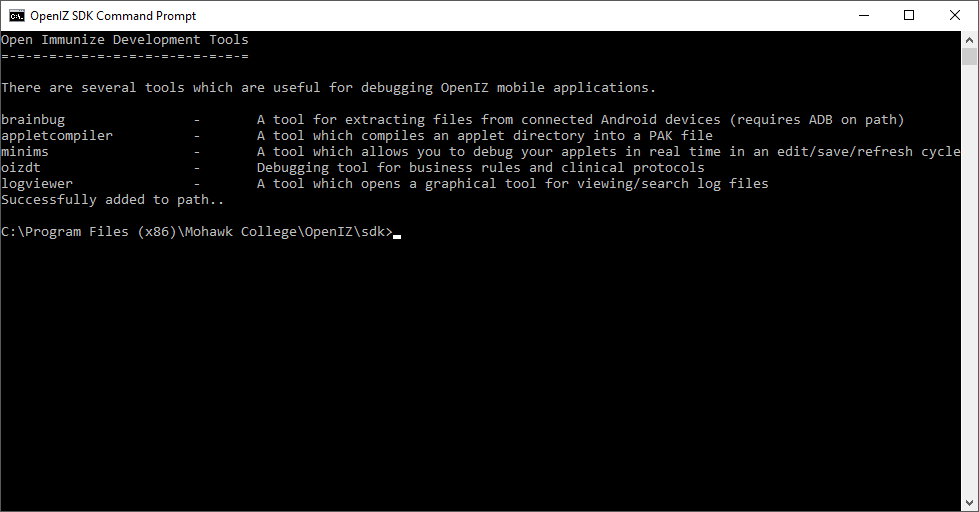 OpenIZ SDK Command Prompt
Open Immunize Development Tools
=-=-=-=-=-=-=-=-=-=-=-=-=-=-=-=
There are several tools which are useful for debugging OpenIZ mobile applications.
brainbug                -       A tool for extracting files from connected Android devices (requires ADB on path)
appletcompiler          -       A tool which compiles an applet directory into a PAK file
minims                  -       A tool which allows you to debug your applets in real time in an edit/save/refresh cycle
oizdt                   -       Debugging tool for business rules and clinical protocols
logviewer               -       A tool which opens a graphical tool for viewing/search log files
Successfully added to path..
C:\Program Files (x86)\Mohawk College\OpenIZ\sdk>